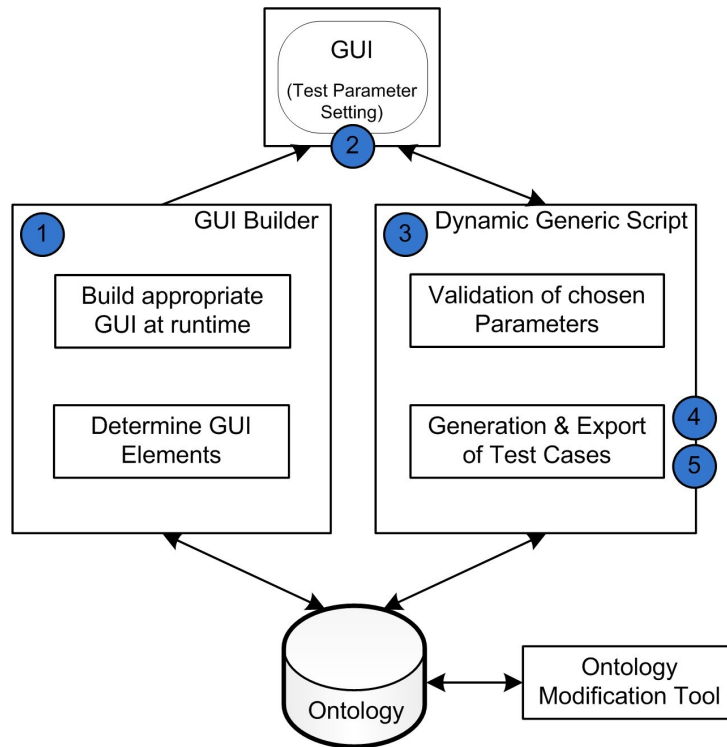 GUI
(Test Parameter
Setting)
2
1
GUI Builder
Build appropriate
GUI at runtime
Determine GUI
Elements
3
Dynamic Generic Script
Validation of chosen
Parameters
Generation & Export
of Test Cases
4
5
Ontology
Ontology
Modification Tool